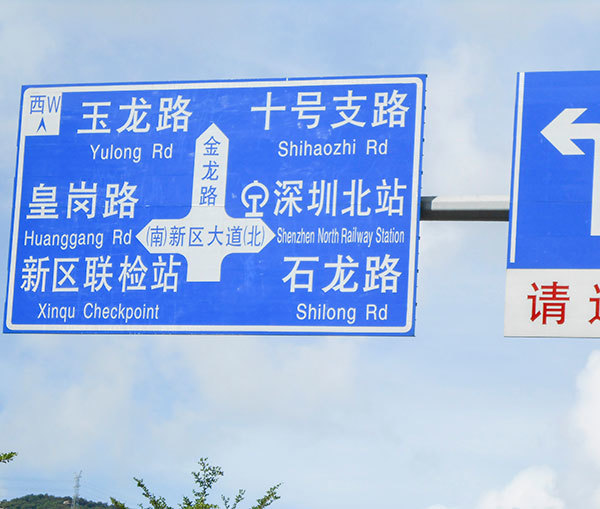 西W
玉龙路
Yulong Rd
十号支路
Shihaozhi Rd
金龙路
皇岗路
Huanggang Rd
(南)新区大道(北)
深圳北站
Shenzhen North Railway Station
新区联检站
Xinqu Checkpoint
石龙路
Shilong Rd
请